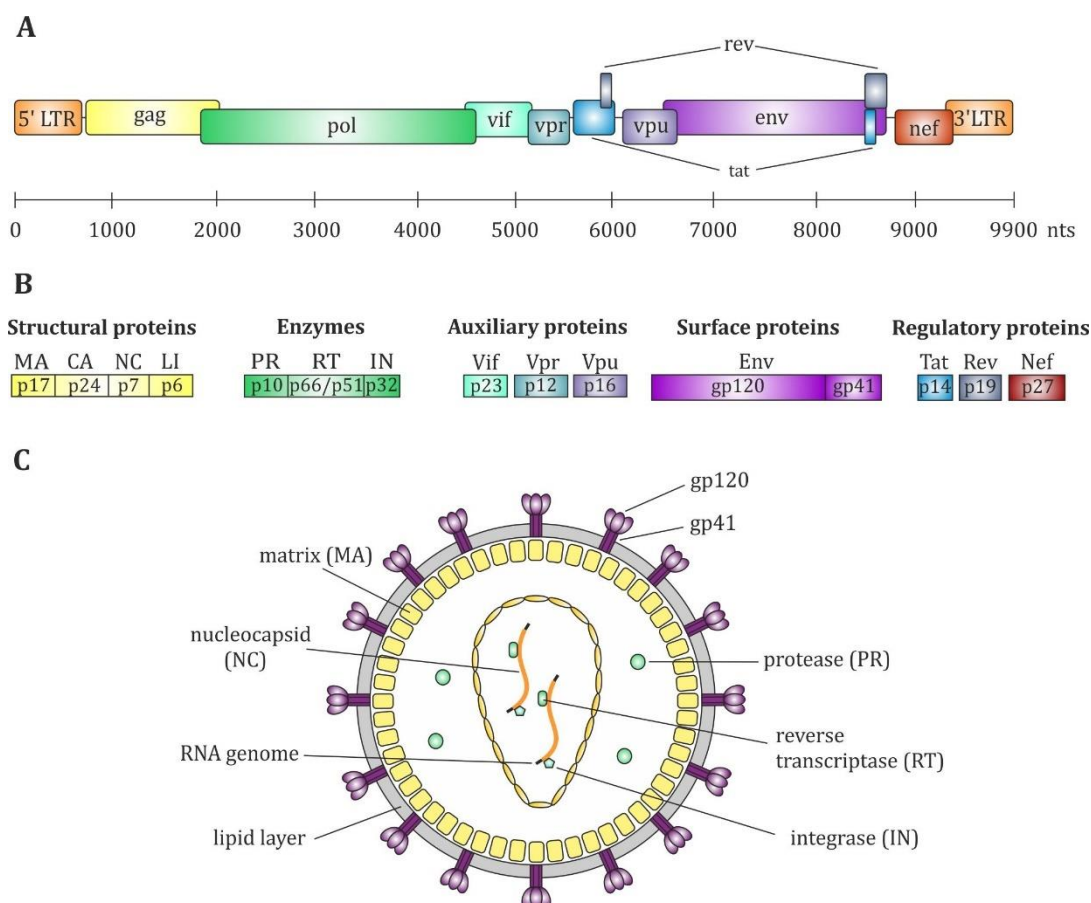 A
rev
5' LTR gag pol vif vpr vpu env nef 3'LTR
tat
0 1000 2000 3000 4000 5000 6000 7000 8000 9000 9900 nts
B
Structural proteins Enzymes Auxiliary proteins Surface proteins Regulatory proteins
MA CA NC LI PR RT IN Vif Vpr Vpu Env Tat Rev Nef
p17 p24 p7 p6 p10 p66/p51 p32 p23 p12 p16 gp120 gp41 p14 p19 p27
C
gp120
gp41
matrix (MA)
nucleocapsid
(NC)
protease (PR)
RNA genome
reverse
transcriptase (RT)
lipid layer
integrase (IN)